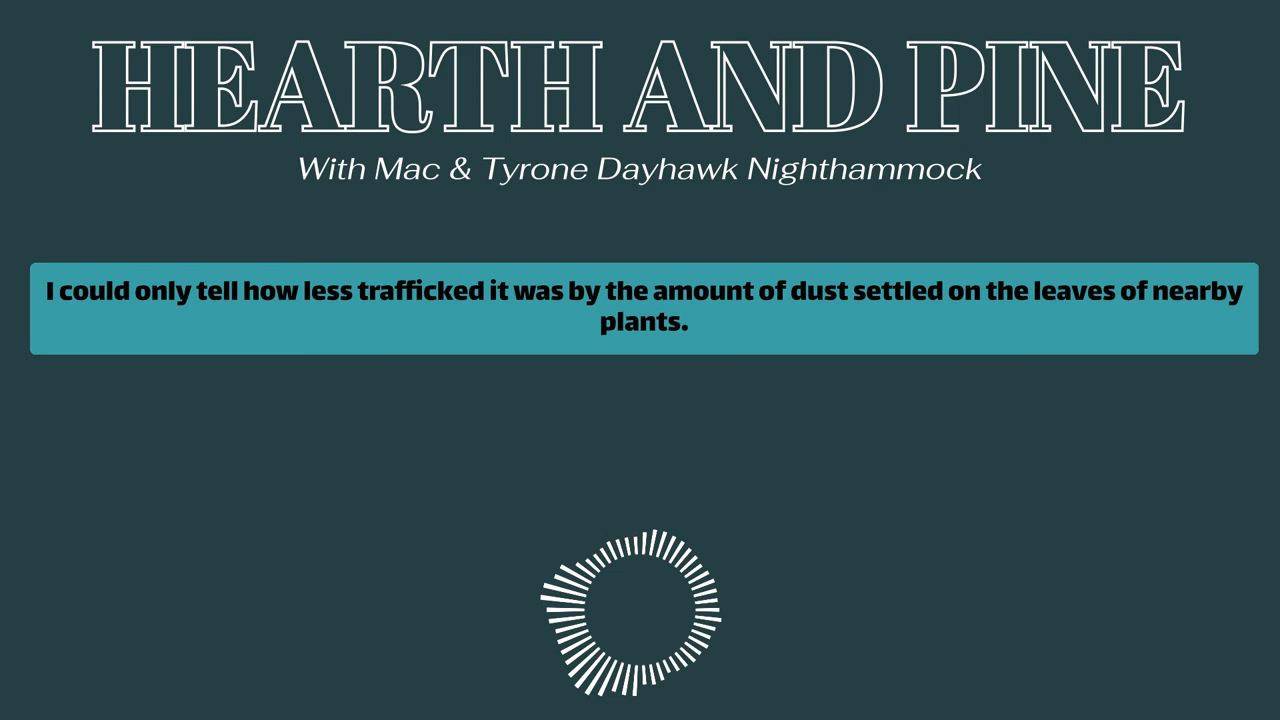 HEARTH AND PINE
With Mac & Tyrone Dayhawk Nighthammock
I could only tell how less trafficked it was by the amount of dust settled on the leaves of nearby
plants.